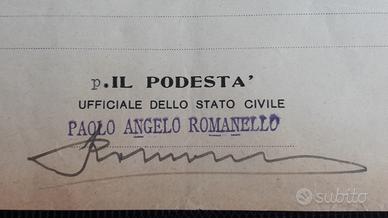 p.IL PODESTA'
UFFICIALE DELLO STATO CIVILE
PAOLO ANGELO ROMANELLO
subito